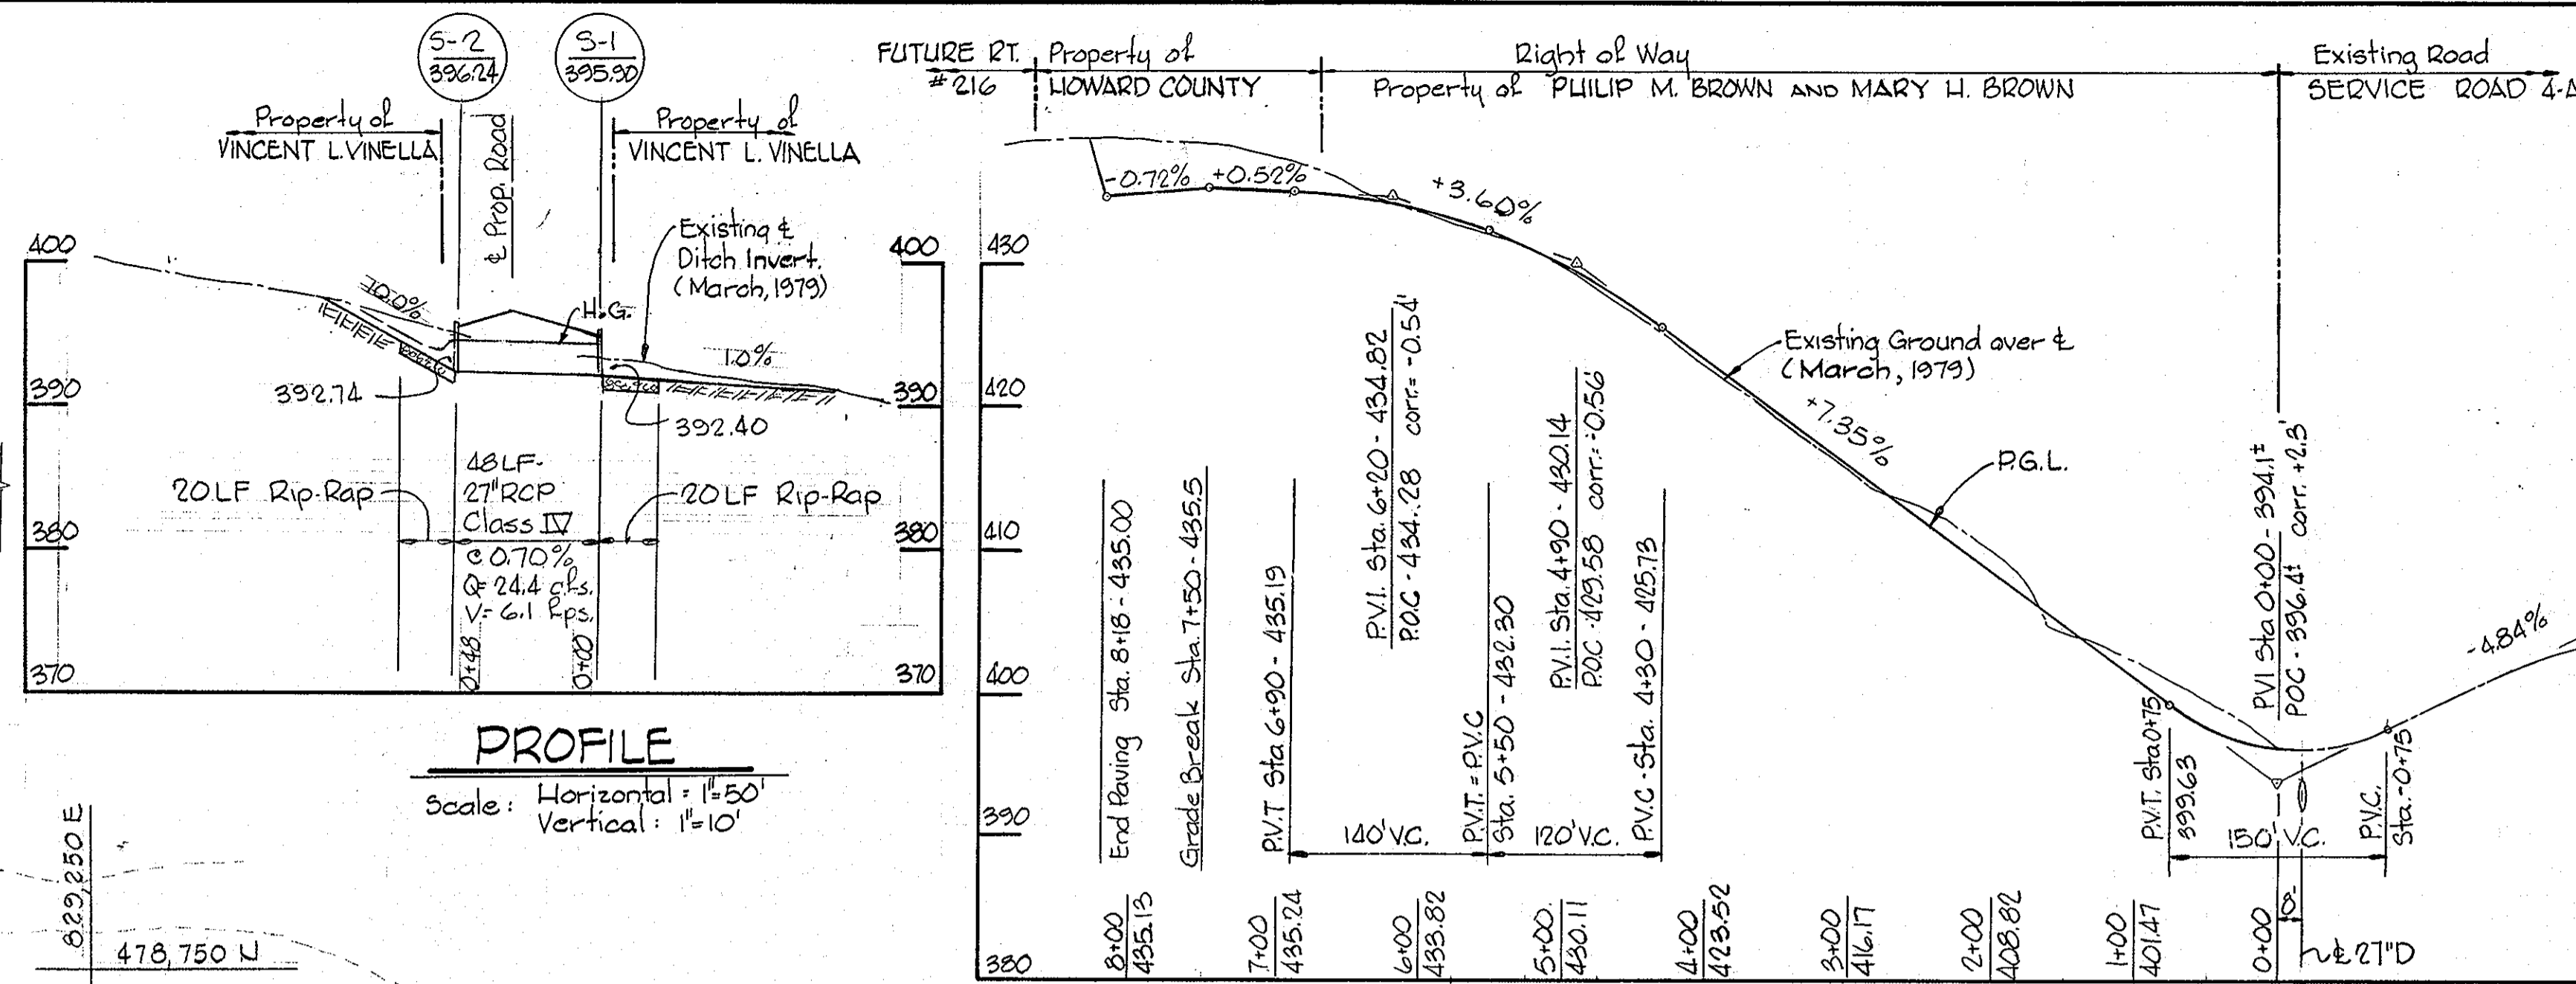 S-2
396.24
S-1
395.90
Property of
VINCENT L. VINELLA
℄ Prop. Road
Property of
VINCENT L. VINELLA
Existing ℄
Ditch Invert.
(March, 1979)
400
390
380
370
400
390
380
370
10.0%
H.G.
1.0%
392.74
392.40
20 LF Rip-Rap
48 LF-
27" RCP
Class IV
@ 0.70%
Q= 24.4 cfs.
V= 6.1 fps.
20 LF Rip-Rap
0+48
0+00
PROFILE
Scale: Horizontal: 1"=50'
Vertical: 1"=10'
829,250 E
478,750 N
FUTURE RT.
#216
Property of
HOWARD COUNTY
Right of Way
Property of PHILIP M. BROWN AND MARY H. BROWN
Existing Road
SERVICE ROAD 4-A
430
420
410
400
390
380
-0.72%
+0.52%
+3.60%
+7.35%
-4.84%
Existing Ground over ℄
(March, 1979)
P.G.L.
End Paving Sta. 8+18 - 435.00
Grade Break Sta. 7+50 - 435.5
P.V.T Sta 6+90 - 435.19
P.V.I. Sta. 6+20 - 434.82
P.O.C - 434.28 corr.= -0.54'
P.V.T. = P.V.C
Sta. 5+50 - 432.30
P.V.I. Sta. 4+90 - 430.14
P.O.C - 429.58 corr.: -0.56'
P.V.C - Sta. 4+30 - 425.73
140' V.C.
120' V.C.
PVI Sta 0+00 - 394.1±
POC - 396.4± corr. +2.3'
P.V.T. Sta 0+75
399.63
P.V.C.
Sta. -0+75
150' V.C.
8+00
435.13
7+00
435.24
6+00
433.82
5+00.
430.11
4+00
423.52
3+00
416.17
2+00
408.82
1+00
401.47
0+00
℄ 27"D